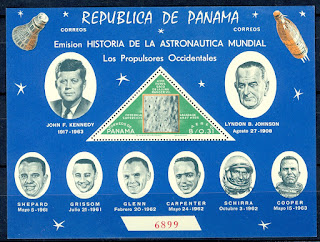 REPUBLICA DE PANAMA
CORREOS CORREOS
Emision HISTORIA DE LA ASTRONAUTICA MUNDIAL
Los Propulsores Occidentales
PANAMA B/0.31
JOHN F. KENNEDY
1917-1963
LYNDON B. JOHNSON
Agosto 27-1908
SHEPARD
Mayo 5-1961
GRISSOM
Julio 21-1961
GLENN
Febrero 20-1962
CARPENTER
Mayo 24-1962
SCHIRRA
Octubre 3-1962
COOPER
Mayo 15-1963
6899